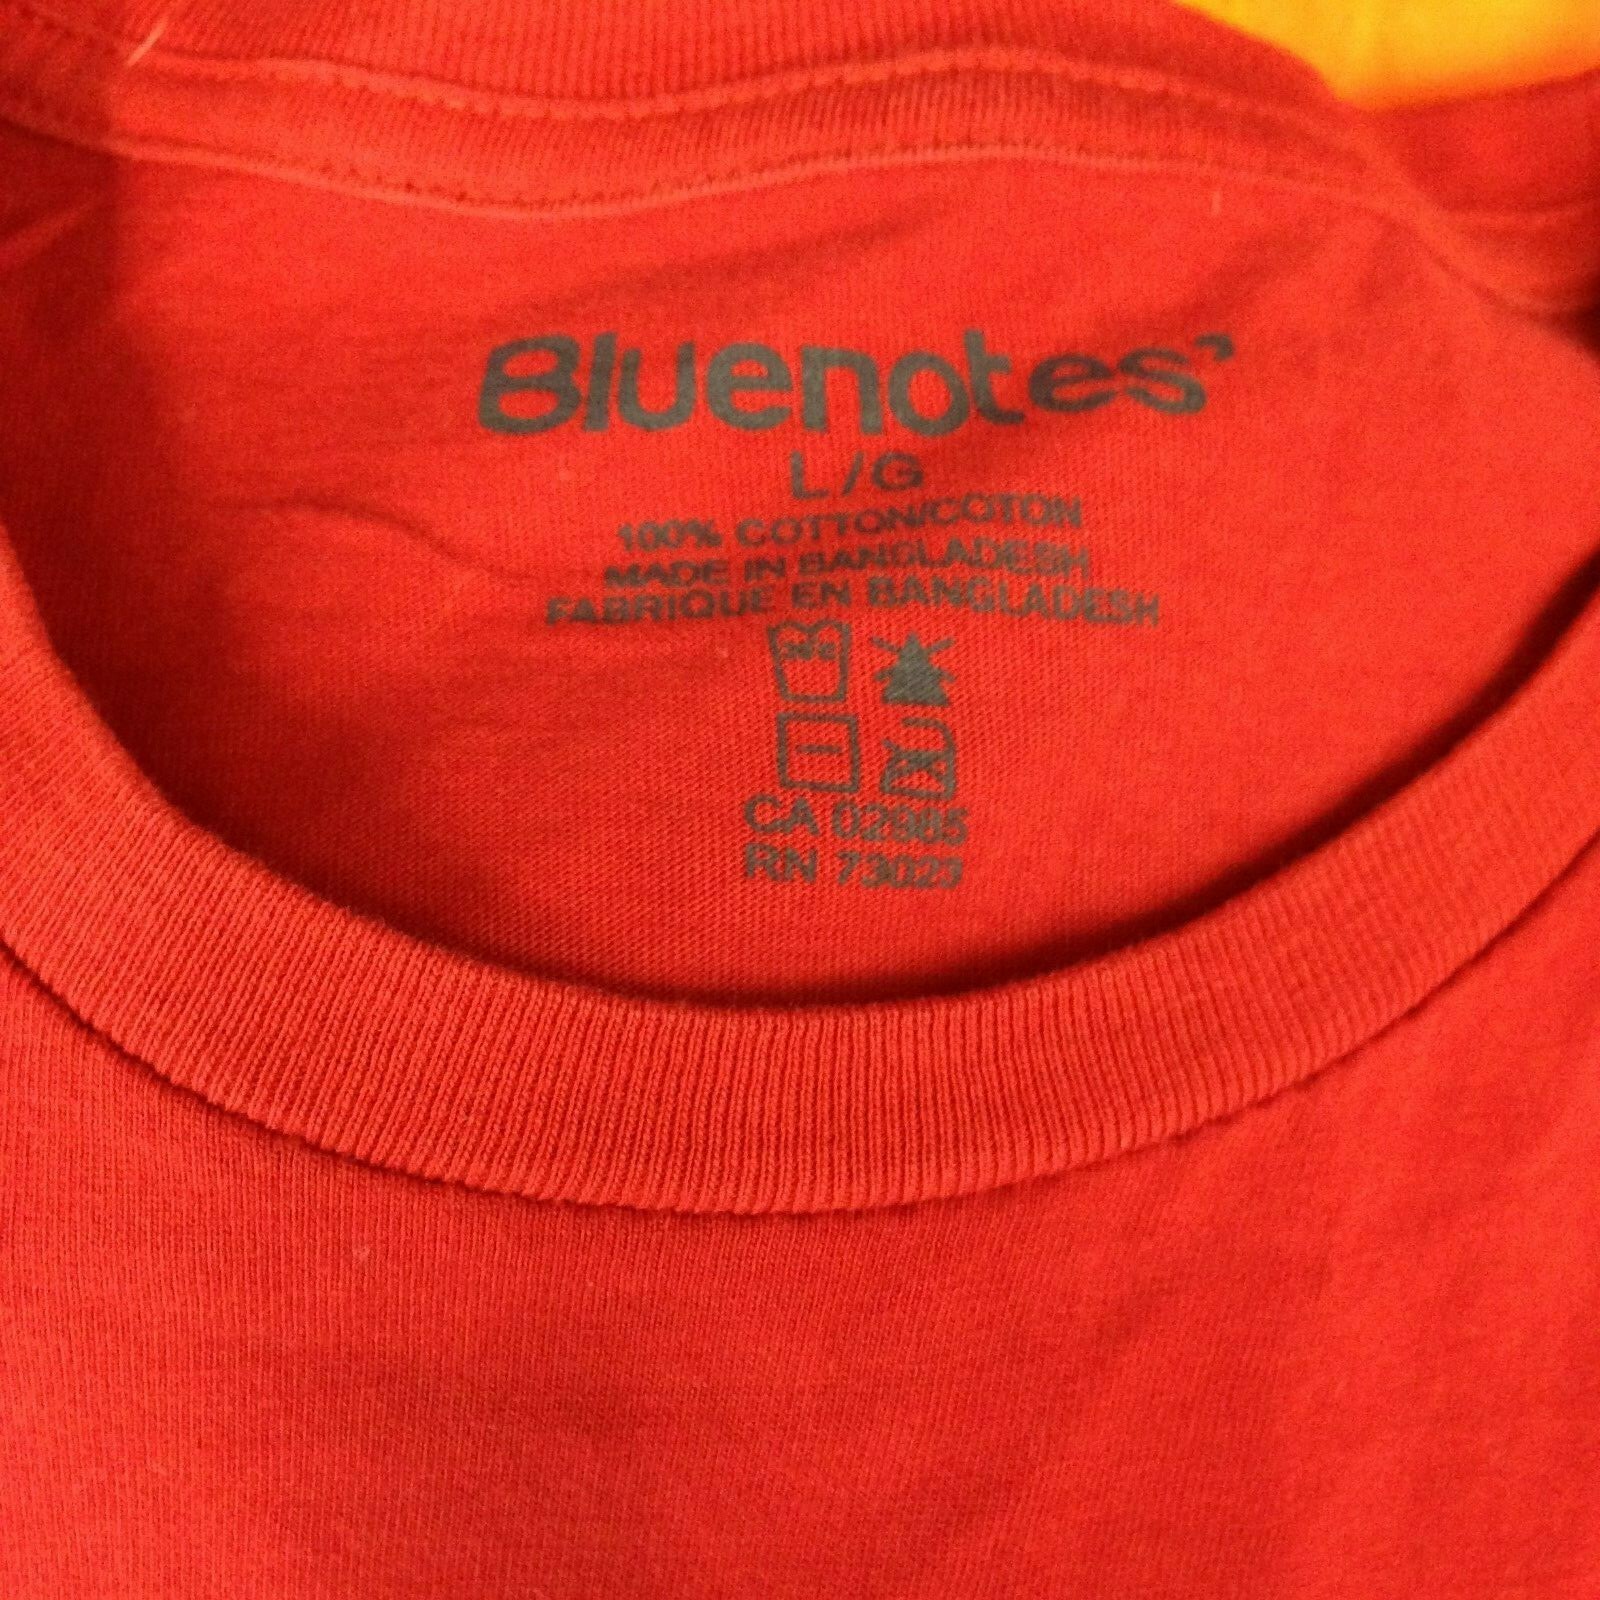 Bluenotes
L/G
100% COTTON/COTON
MADE IN BANGLADESH
FABRIQUE EN BANGLADESH
CA 02985
RN 73023